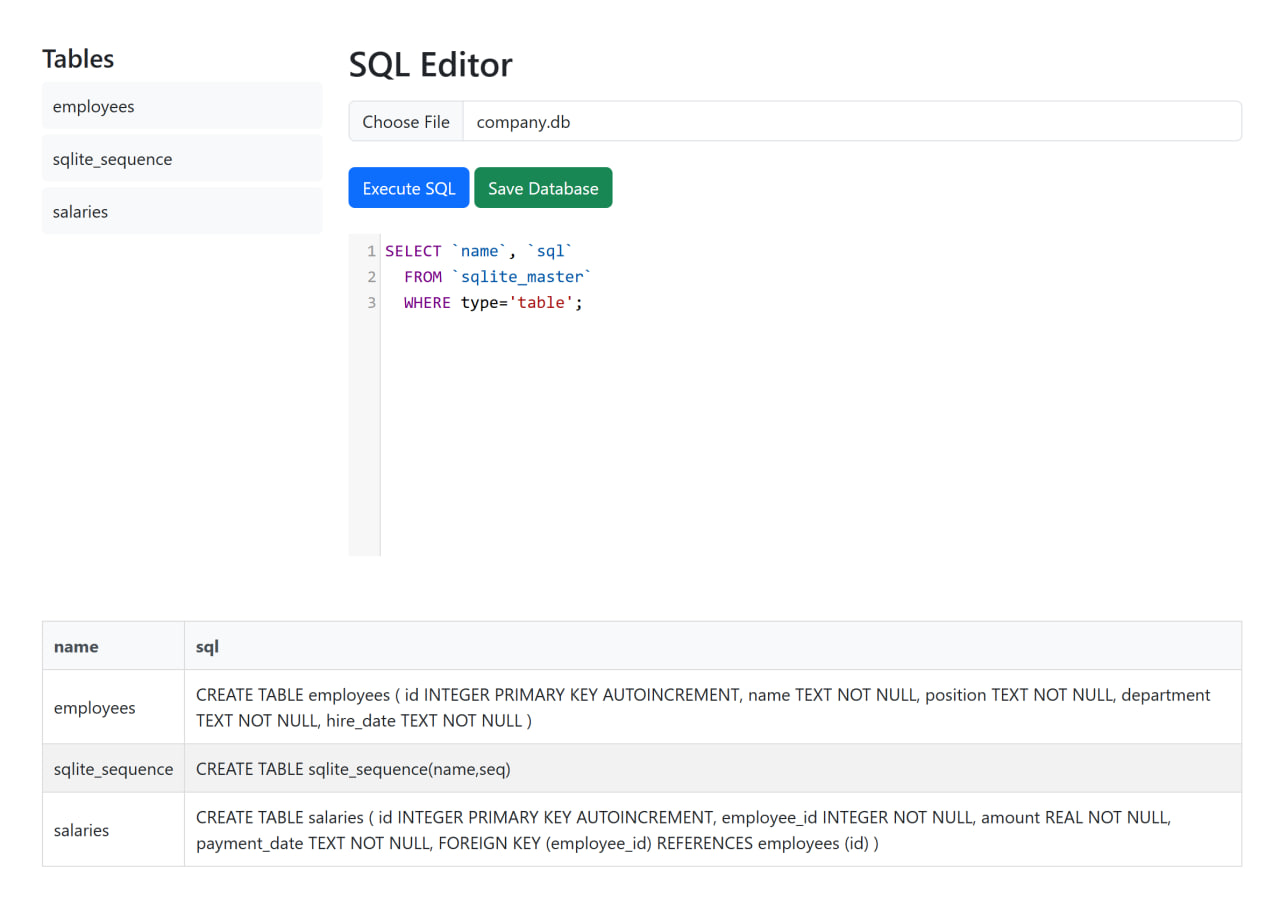 Tables
employees
sqlite_sequence
salaries
SQL Editor
Choose File company.db
Execute SQL Save Database
1 SELECT `name`, `sql`
2 FROM `sqlite_master`
3 WHERE type='table';
name sql
employees
CREATE TABLE employees ( id INTEGER PRIMARY KEY AUTOINCREMENT, name TEXT NOT NULL, position TEXT NOT NULL, department
TEXT NOT NULL, hire_date TEXT NOT NULL )
sqlite_sequence CREATE TABLE sqlite_sequence(name,seq)
salaries
CREATE TABLE salaries ( id INTEGER PRIMARY KEY AUTOINCREMENT, employee_id INTEGER NOT NULL, amount REAL NOT NULL,
payment_date TEXT NOT NULL, FOREIGN KEY (employee_id) REFERENCES employees (id) )